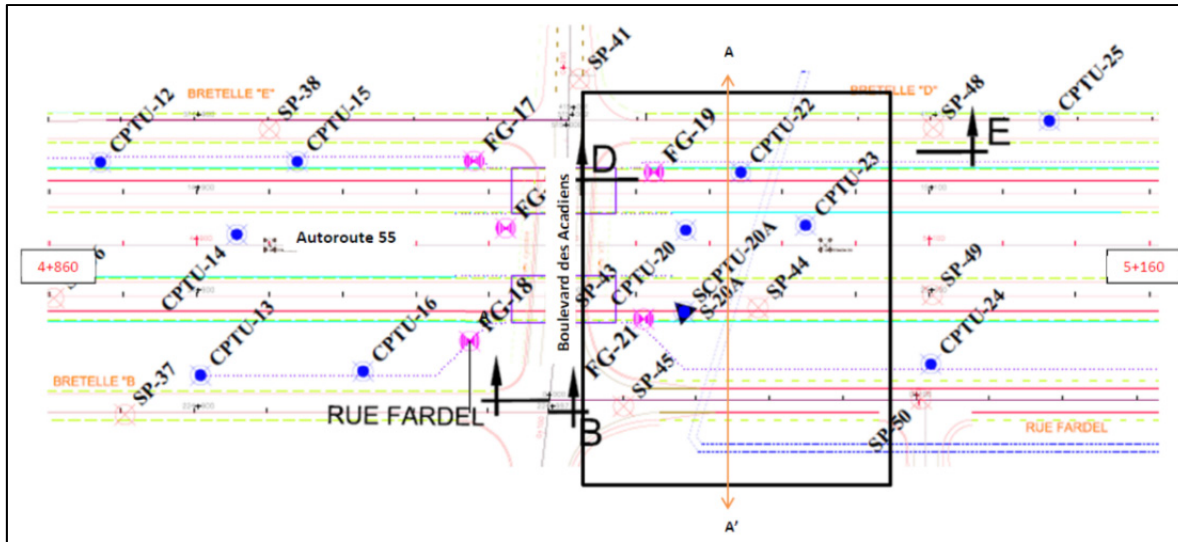 SP-41
A
CPTU-25
BRETELLE "E"
BRETELLE "D"
CPTU-12
SP-38
CPTU-15
FG-17
FG-19
CPTU-22
SP-48
E
D
CPTU-23
FG-
Autoroute 55
4+860
5+160
Boulevard des Acadiens
CPTU-14
SP-43
CPTU-20
SCPTU-20A
S-20A
SP-44
SP-49
CPTU-13
CPTU-16
FG-18
FG-21
CPTU-24
BRETELLE "B
SP-37
SP-45
RUE FARDEL
B
SP-50
RUE FARDEL
A'